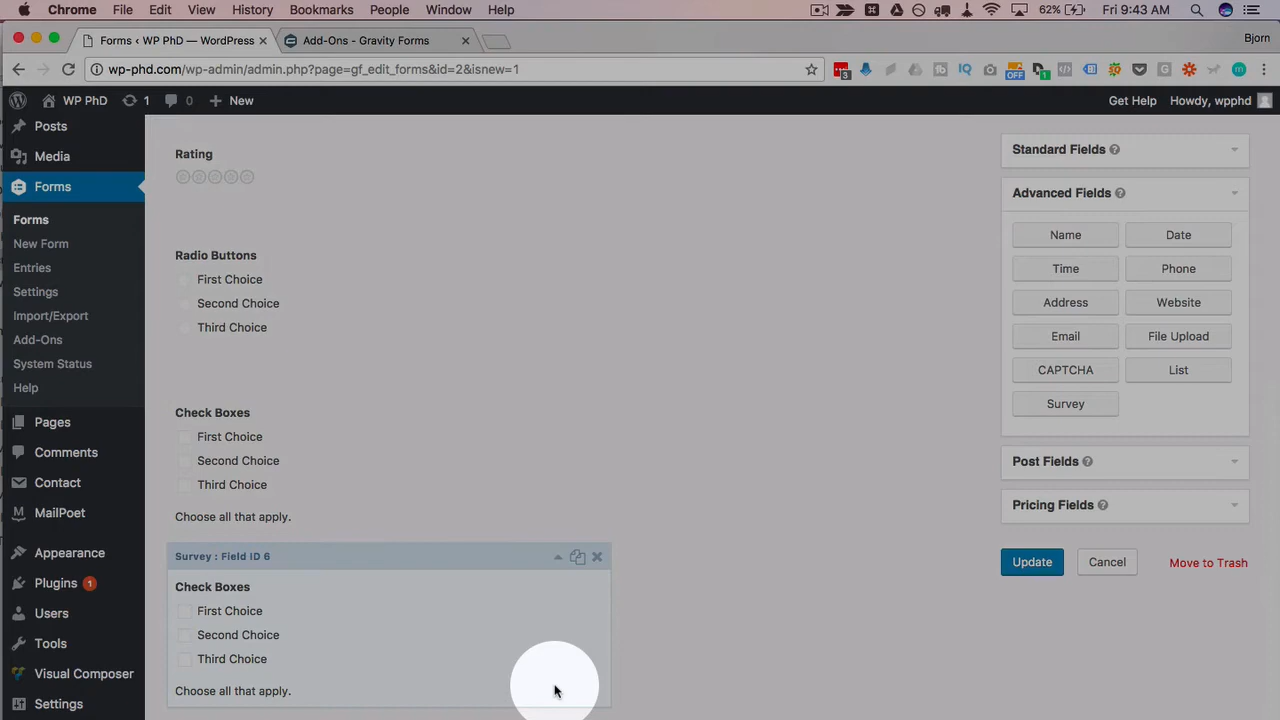 Chrome File Edit View History Bookmarks People Window Help 62% Fri 9:43 AM
Forms ‹ WP PhD — WordPress Add-Ons - Gravity Forms Bjorn
wp-phd.com/wp-admin/admin.php?page=gf_edit_forms&id=2&isnew=1 3 OFF 1
WP PhD 1 0 New Get Help Howdy, wpphd
Posts
Media
Forms
Forms
New Form
Entries
Settings
Import/Export
Add-Ons
System Status
Help
Pages
Comments
Contact
MailPoet
Appearance
Plugins 1
Users
Tools
Visual Composer
Settings
Rating
Radio Buttons
First Choice
Second Choice
Third Choice
Check Boxes
First Choice
Second Choice
Third Choice
Choose all that apply.
Survey : Field ID 6
Check Boxes
First Choice
Second Choice
Third Choice
Choose all that apply.
Standard Fields
Advanced Fields
Name Date
Time Phone
Address Website
Email File Upload
CAPTCHA List
Survey
Post Fields
Pricing Fields
Update Cancel Move to Trash